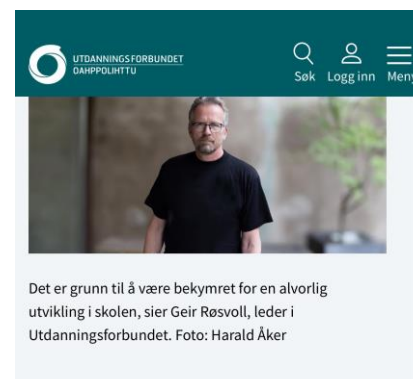 UTDANNINGSFORBUNDET
OAHPPOLIHTTU
Søk Logg inn Meny
Det er grunn til å være bekymret for en alvorlig
utvikling i skolen, sier Geir Røsvoll, leder i
Utdanningsforbundet. Foto: Harald Åker